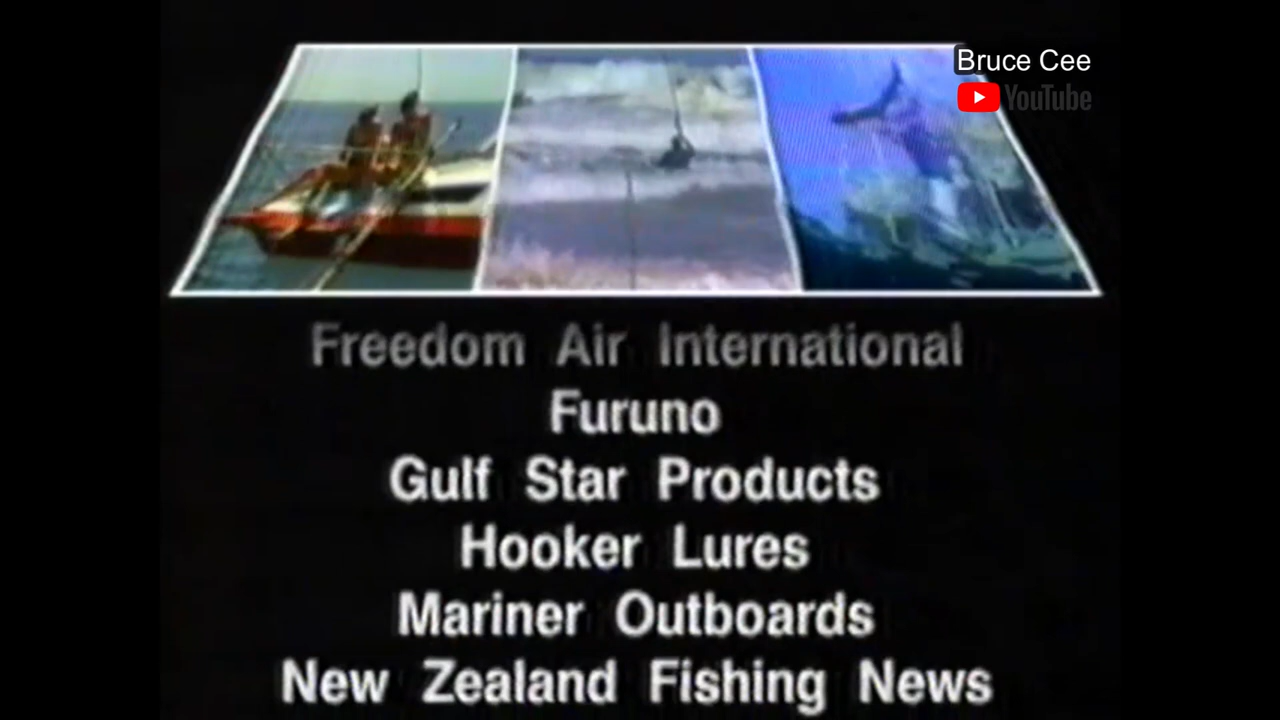 Bruce Cee
YouTube
Freedom Air International
Furuno
Gulf Star Products
Hooker Lures
Mariner Outboards
New Zealand Fishing News